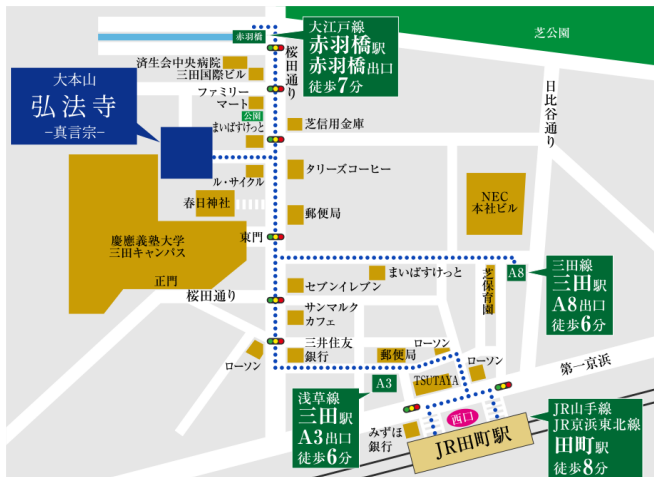 大江戸線
赤羽橋駅
赤羽橋出口
徒歩7分
赤羽橋
芝公園
桜田通り
済生会中央病院
三田国際ビル
大本山
弘法寺
–真言宗–
ファミリー
マート
公園
まいばすけっと
芝信用金庫
日比谷通り
タリーズコーヒー
ル・サイクル
春日神社
郵便局
NEC
本社ビル
慶應義塾大学
三田キャンパス
東門
正門
桜田通り
まいばすけっと
セブンイレブン
芝保育園
A8
三田線
三田駅
A8出口
徒歩6分
サンマルク
カフェ
三井住友
銀行
郵便局
ローソン
ローソン
ローソン
第一京浜
TSUTAYA
A3
浅草線
三田駅
A3出口
徒歩6分
みずほ
銀行
西口
JR田町駅
JR山手線
JR京浜東北線
田町駅
徒歩8分